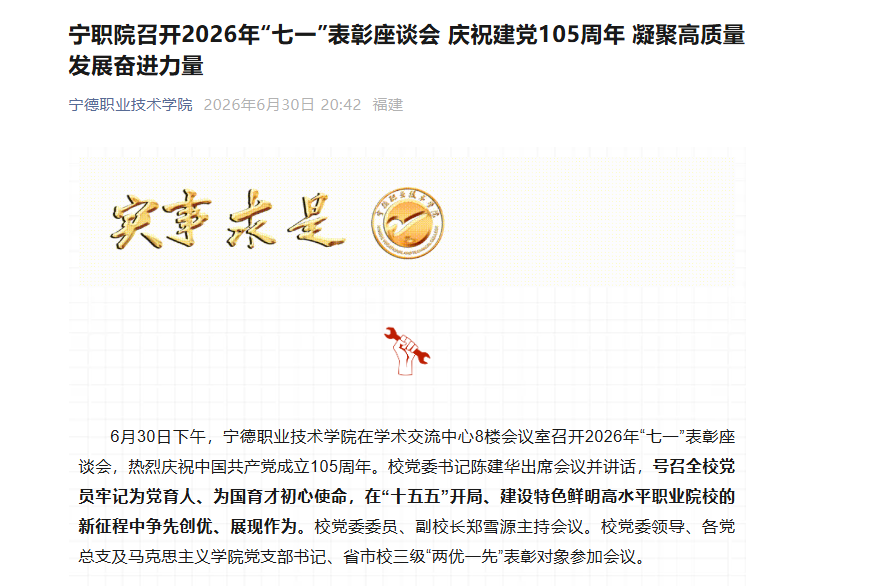 宁职院召开2026年“七一”表彰座谈会 庆祝建党105周年 凝聚高质量
发展奋进力量
宁德职业技术学院 2026年6月30日 20:42 福建
实事求是
宁德职业技术学院
6月30日下午，宁德职业技术学院在学术交流中心8楼会议室召开2026年“七一”表彰座
谈会，热烈庆祝中国共产党成立105周年。校党委书记陈建华出席会议并讲话，号召全校党
员牢记为党育人、为国育才初心使命，在“十五五”开局、建设特色鲜明高水平职业院校的
新征程中争先创优、展现作为。校党委委员、副校长郑雪源主持会议。校党委领导、各党
总支及马克思主义学院党支部书记、省市校三级“两优一先”表彰对象参加会议。